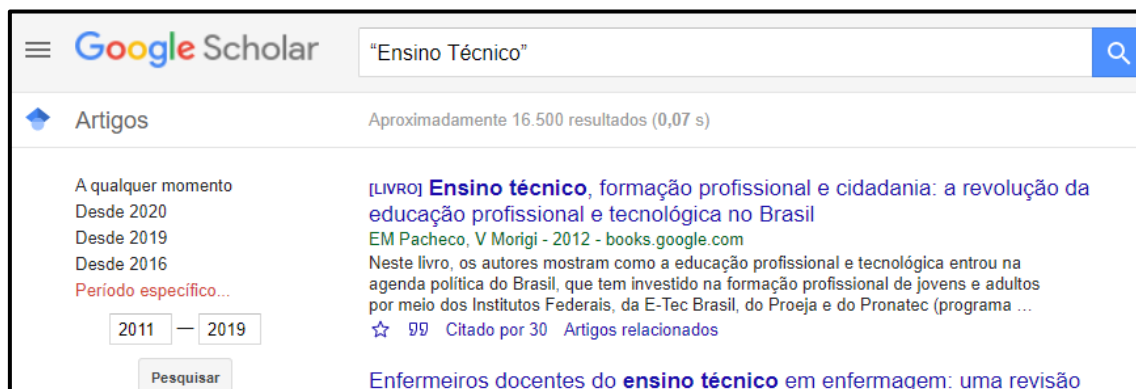 Google Scholar
“Ensino Técnico”
Artigos
Aproximadamente 16.500 resultados (0,07 s)
A qualquer momento
Desde 2020
Desde 2019
Desde 2016
Período específico...
2011 — 2019
Pesquisar
[LIVRO] Ensino técnico, formação profissional e cidadania: a revolução da
educação profissional e tecnológica no Brasil
EM Pacheco, V Morigi - 2012 - books.google.com
Neste livro, os autores mostram como a educação profissional e tecnológica entrou na
agenda política do Brasil, que tem investido na formação profissional de jovens e adultos
por meio dos Institutos Federais, da E-Tec Brasil, do Proeja e do Pronatec (programa ...
Citado por 30 Artigos relacionados
Enfermeiros docentes do ensino técnico em enfermagem: uma revisão